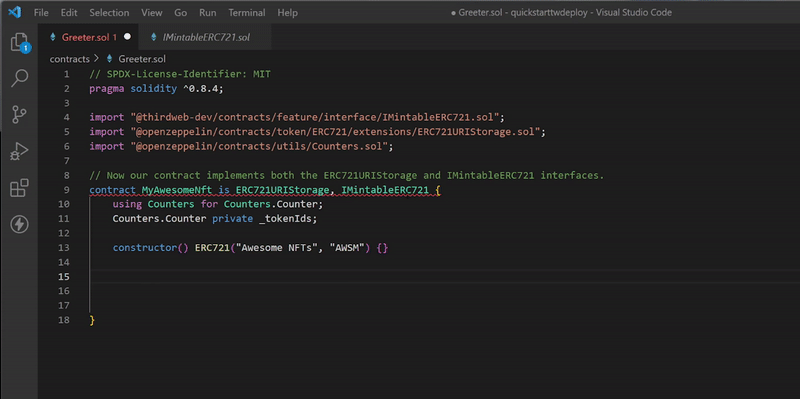 File Edit Selection View Go Run Terminal Help
● Greeter.sol - quickstarttwdeploy - Visual Studio Code
Greeter.sol 1 ● IMintableERC721.sol
contracts > Greeter.sol
1 // SPDX-License-Identifier: MIT
2 pragma solidity ^0.8.4;
3
4 import "@thirdweb-dev/contracts/feature/interface/IMintableERC721.sol";
5 import "@openzeppelin/contracts/token/ERC721/extensions/ERC721URIStorage.sol";
6 import "@openzeppelin/contracts/utils/Counters.sol";
7
8 // Now our contract implements both the ERC721URIStorage and IMintableERC721 interfaces.
9 contract MyAwesomeNft is ERC721URIStorage, IMintableERC721 {
10 using Counters for Counters.Counter;
11 Counters.Counter private _tokenIds;
12
13 constructor() ERC721("Awesome NFTs", "AWSM") {}
14
15
16
17
18 }
1